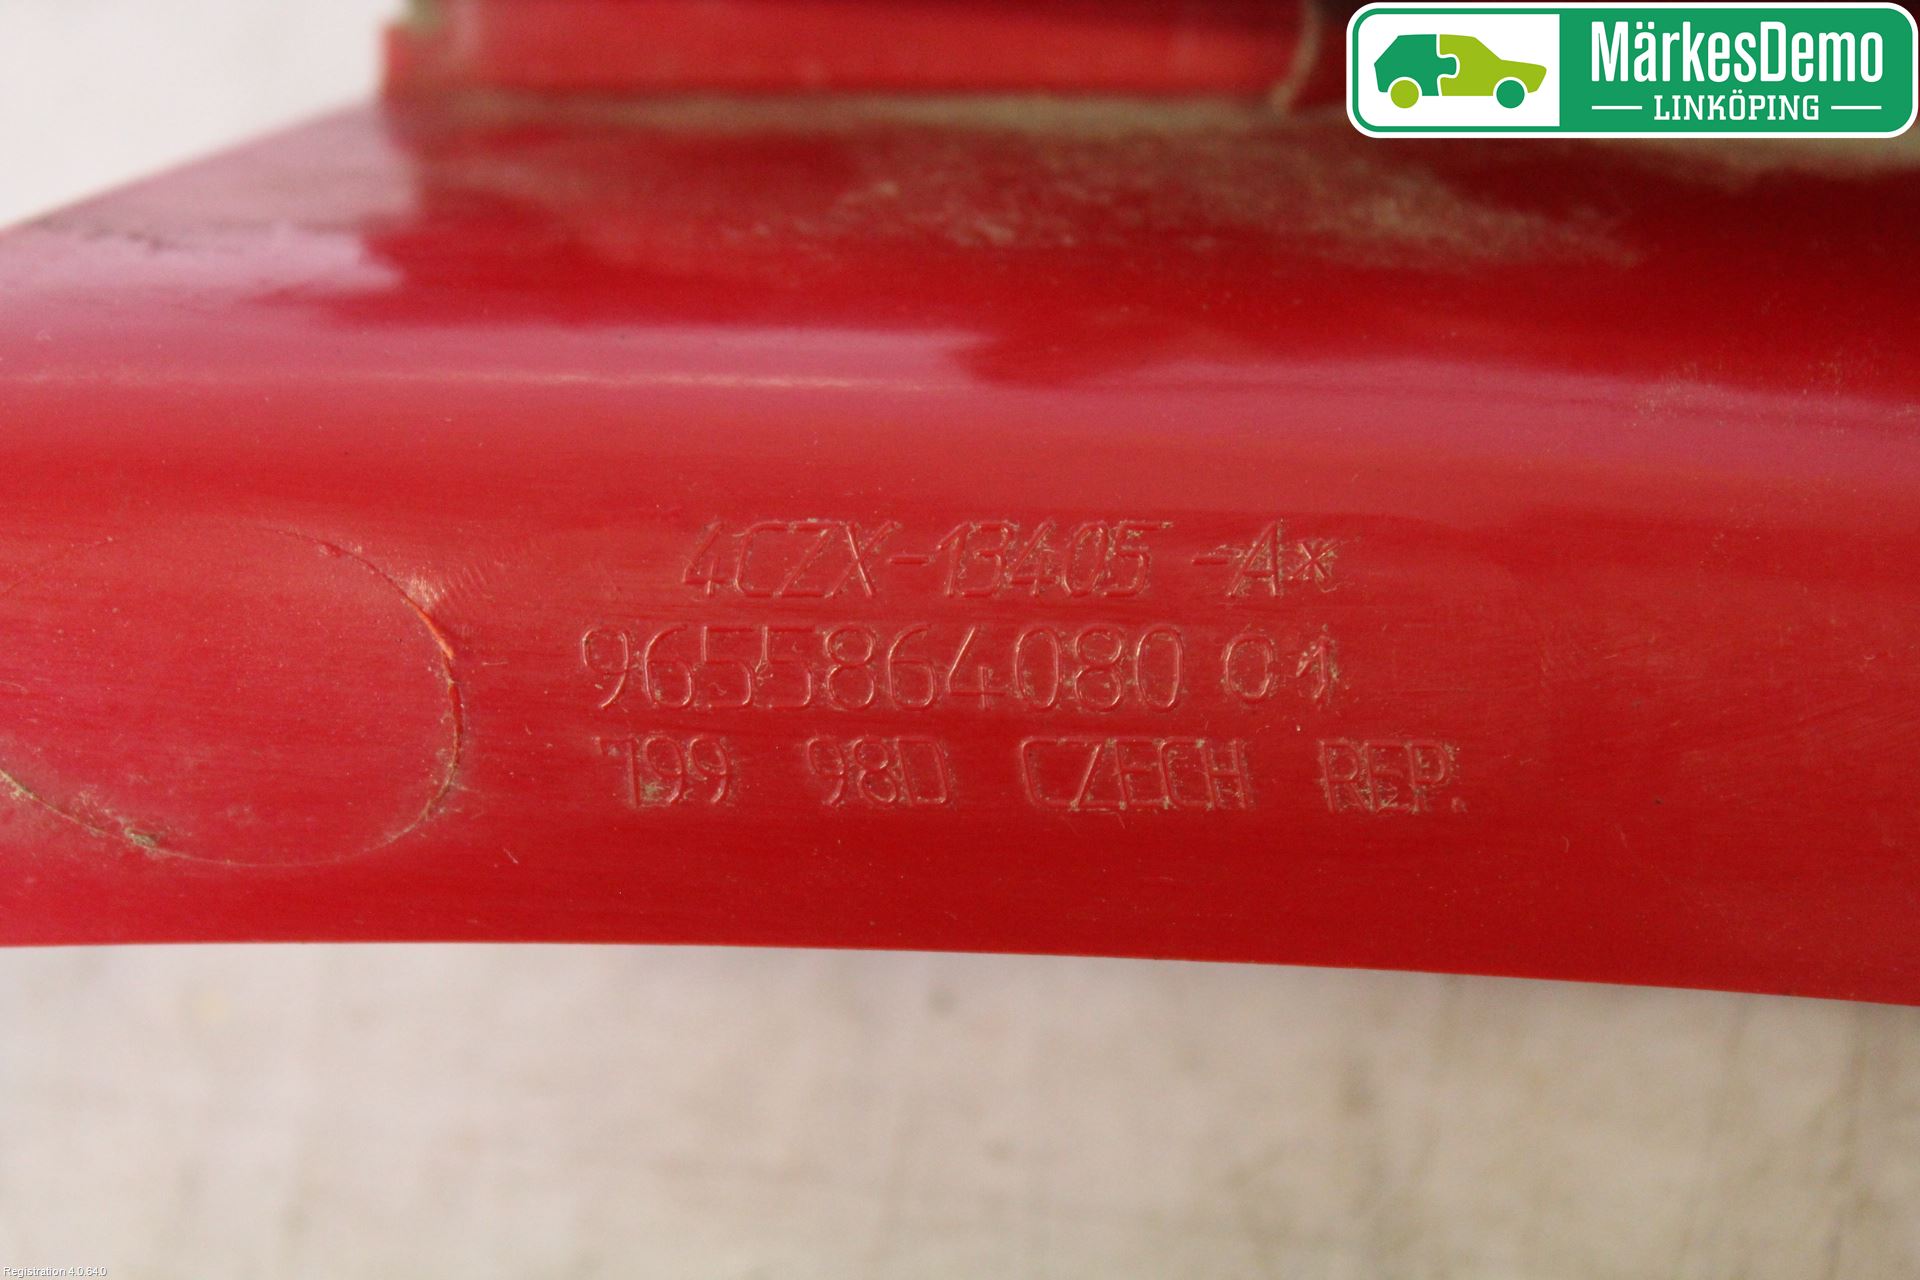 MärkesDemo
LINKÖPING
4CZX-13405 -A*
9655864080 01
199 98D CZECH REP.
Registration 4.0.64.0